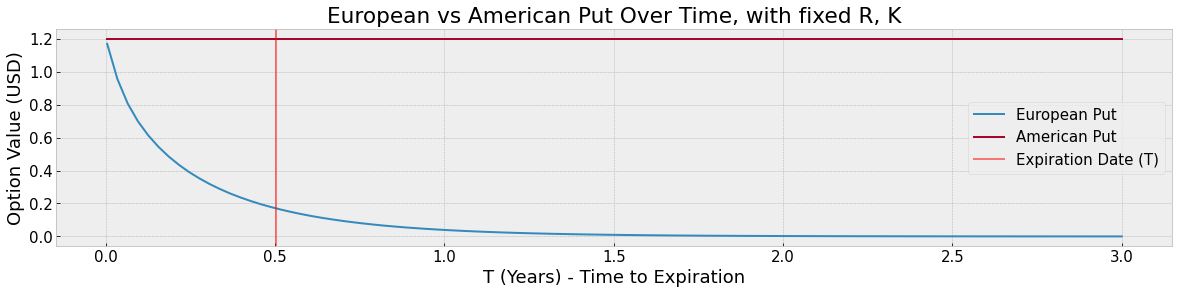 European vs American Put Over Time, with fixed R, K
Option Value (USD)
1.2
1.0
0.8
0.6
0.4
0.2
0.0
European Put
American Put
Expiration Date (T)
0.0 0.5 1.0 1.5 2.0 2.5 3.0
T (Years) - Time to Expiration